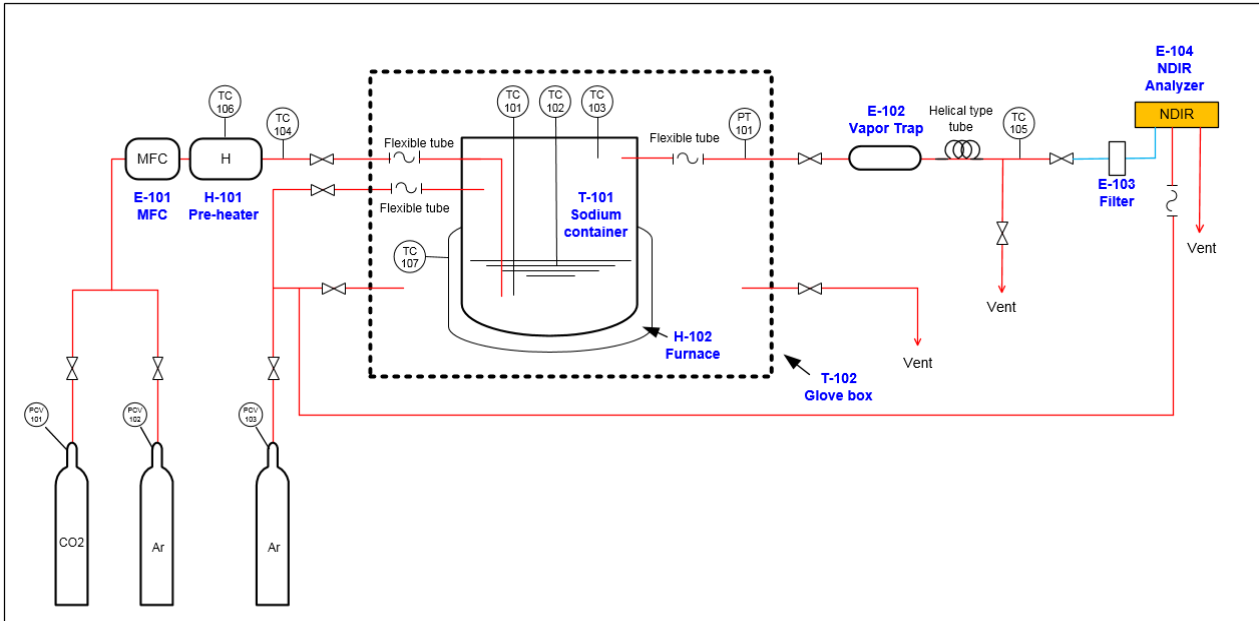 E-104
NDIR
Analyzer
TC
106
TC
101
TC
102
TC
103
PT
101
E-102
Vapor Trap
Helical type
tube
TC
105
NDIR
TC
104
Flexible tube
Flexible tube
MFC
H
E-101
MFC
H-101
Pre-heater
Flexible tube
T-101
Sodium
container
E-103
Filter
Vent
TC
107
Vent
H-102
Furnace
Vent
T-102
Glove box
PCV
101
PCV
102
PCV
103
CO2
Ar
Ar